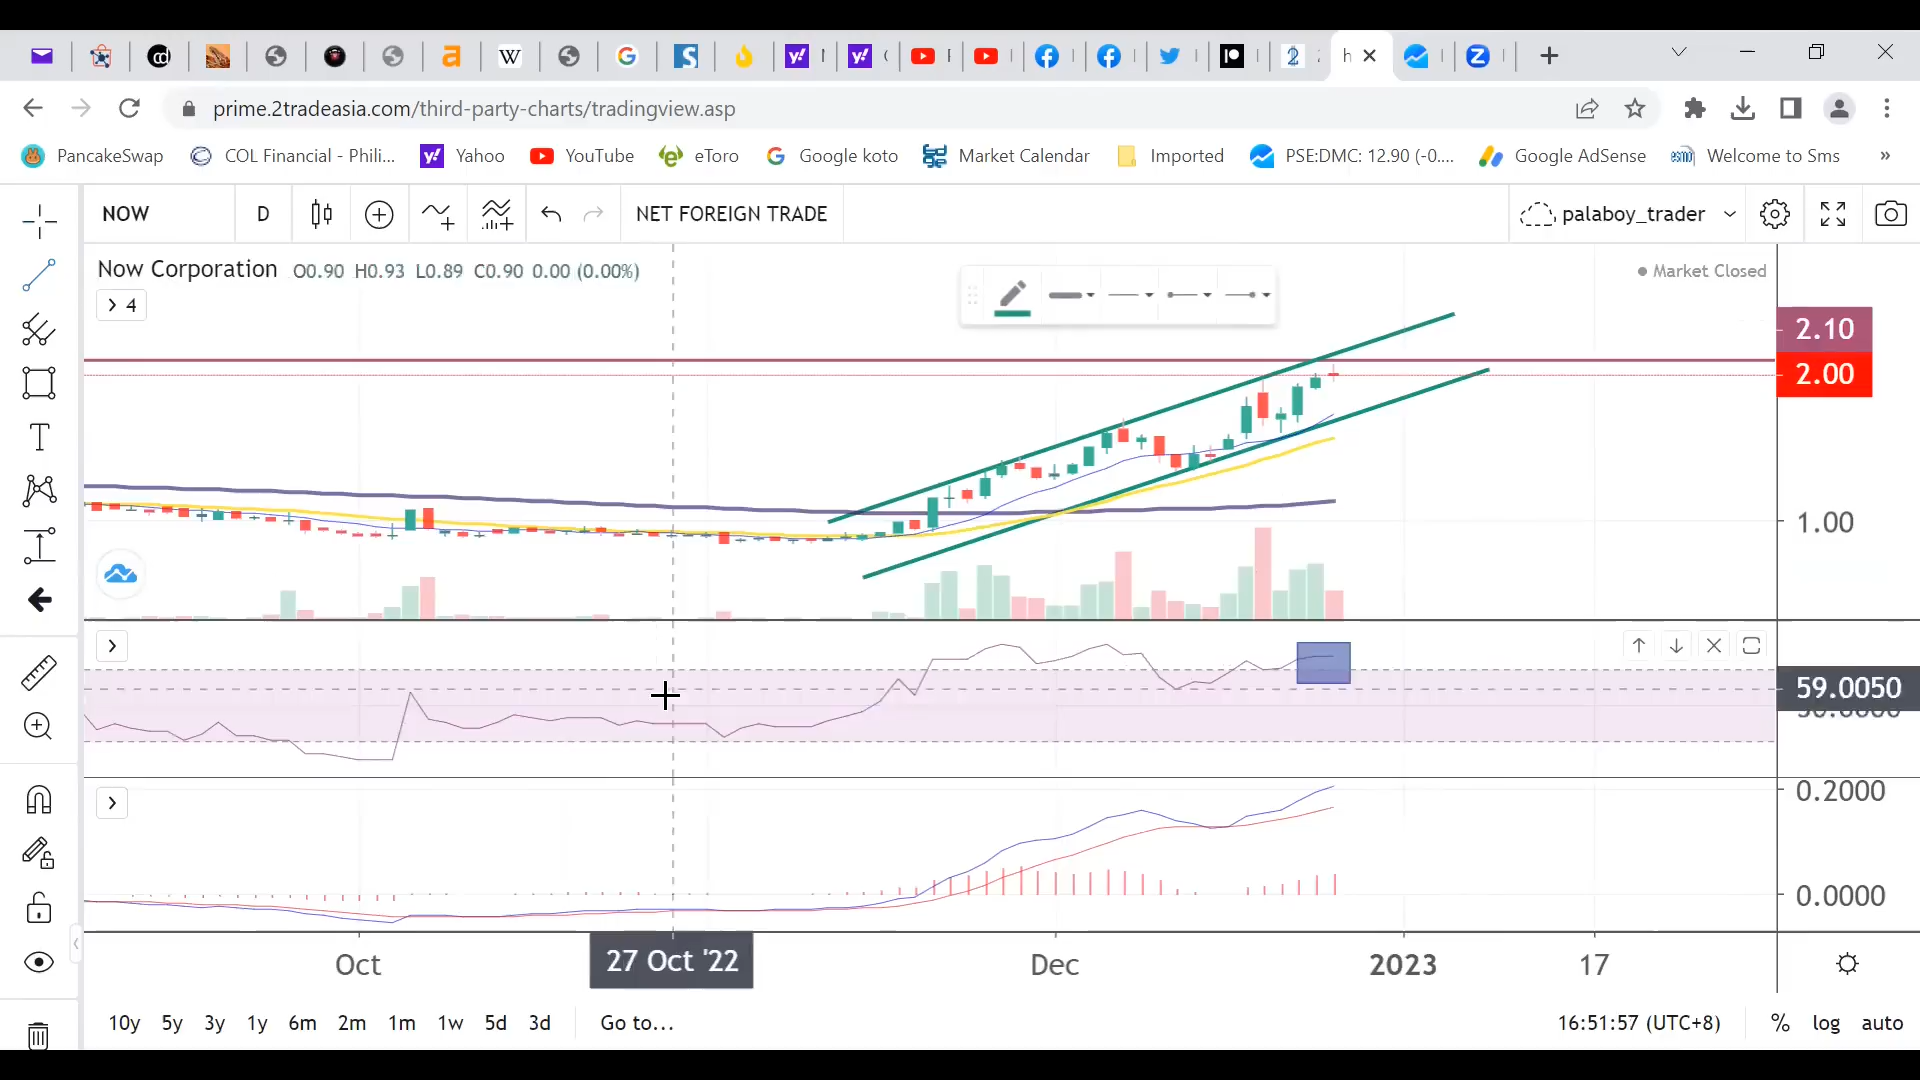 h
prime.2tradeasia.com/third-party-charts/tradingview.asp
PancakeSwap COL Financial - Phili... Yahoo YouTube eToro Google koto Market Calendar Imported PSE:DMC: 12.90 (-0.... Google AdSense Welcome to Sms »
NOW D NET FOREIGN TRADE palaboy_trader
Now Corporation O0.90 H0.93 L0.89 C0.90 0.00 (0.00%) Market Closed
4
2.10
2.00
1.00
59.0050
0.2000
0.0000
Oct 27 Oct '22 Dec 2023 17
10y 5y 3y 1y 6m 2m 1m 1w 5d 3d Go to... 16:51:57 (UTC+8) % log auto